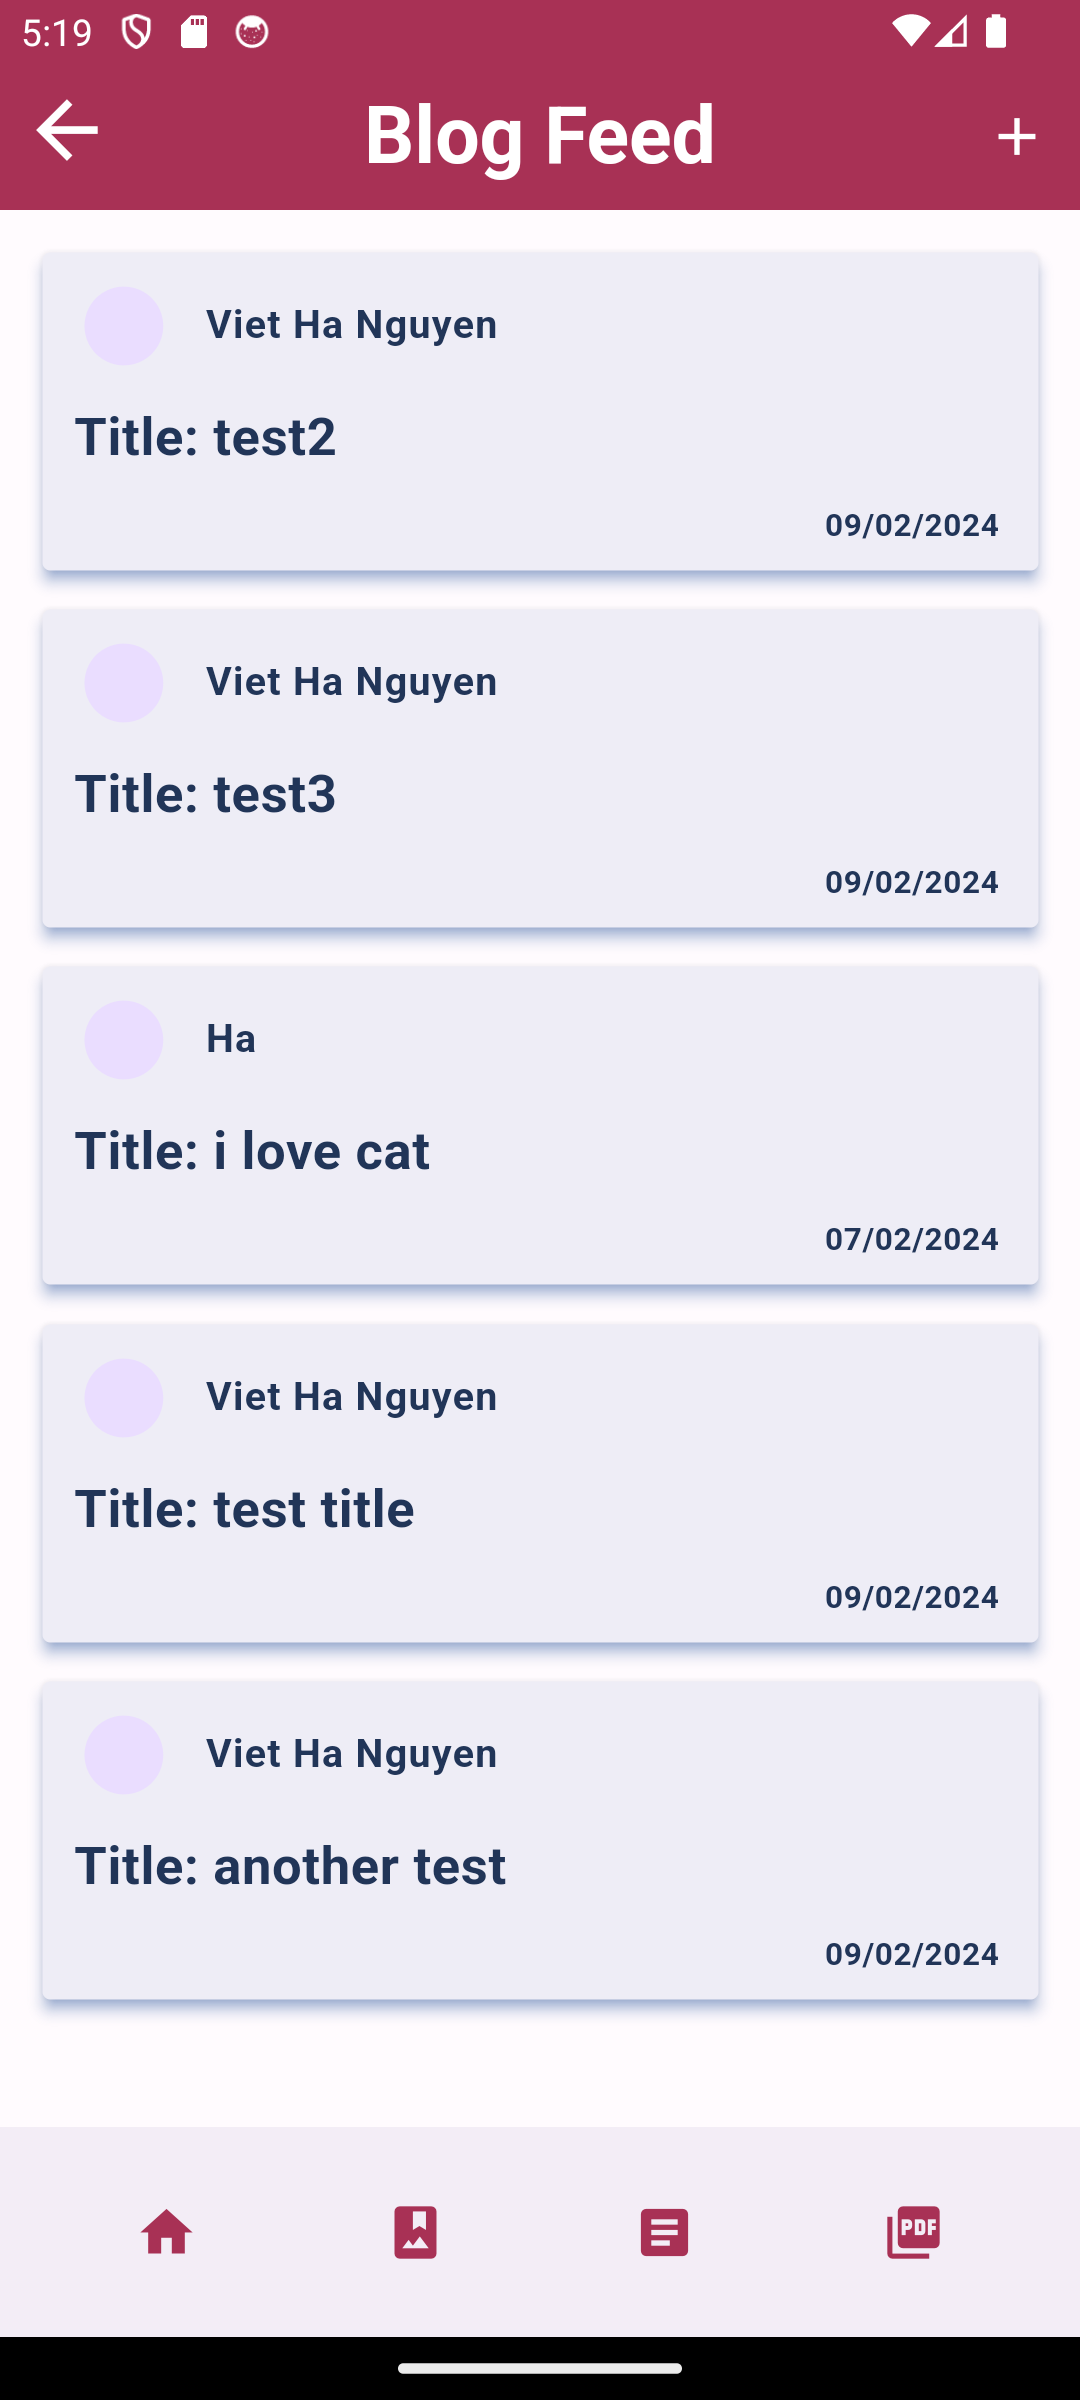 5:19
Blog Feed
Viet Ha Nguyen
Title: test2
09/02/2024
Viet Ha Nguyen
Title: test3
09/02/2024
Ha
Title: i love cat
07/02/2024
Viet Ha Nguyen
Title: test title
09/02/2024
Viet Ha Nguyen
Title: another test
09/02/2024
PDF